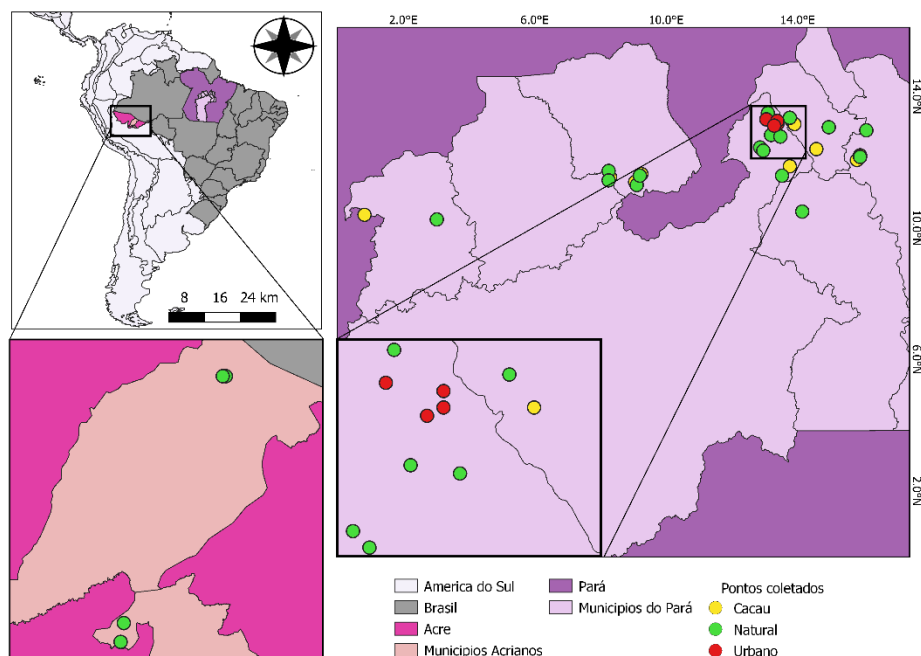 2.0°E 6.0°E 10.0°E 14.0°E
14.0°N
10.0°N
6.0°N
2.0°N
8 16 24 km
America do Sul
Brasil
Acre
Municipios Acrianos
Pará
Municipios do Pará
Pontos coletados
Cacau
Natural
Urbano